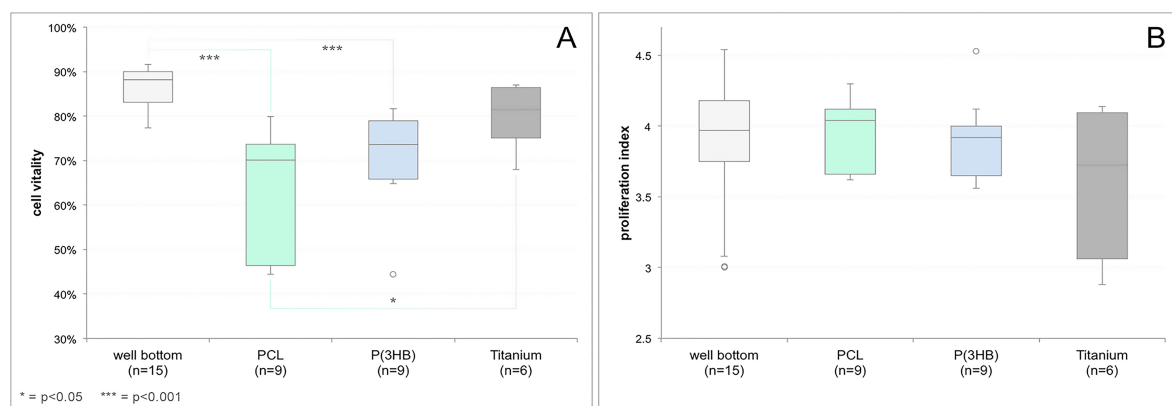 A
100%
90%
80%
70%
60%
50%
40%
30%
cell vitality
***
***
*
well bottom
(n=15)
PCL
(n=9)
P(3HB)
(n=9)
Titanium
(n=6)
* = p<0.05 *** = p<0.001
B
4.5
4
3.5
3
2.5
proliferation index
well bottom
(n=15)
PCL
(n=9)
P(3HB)
(n=9)
Titanium
(n=6)